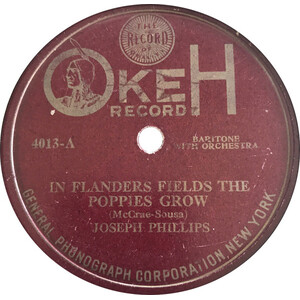 THE
RECORD
OF
OKEH
RECORD
4013-A
BARITONE
WITH ORCHESTRA
IN FLANDERS FIELDS THE
POPPIES GROW
(McCrae-Sousa)
JOSEPH PHILLIPS
GENERAL PHONOGRAPH CORPORATION, NEW YORK